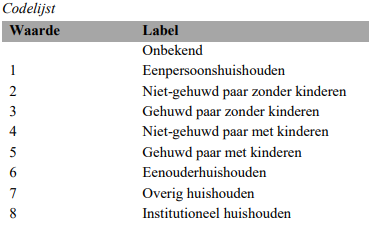 Codelijst
Waarde Label
Onbekend
1 Eenpersoonshuishouden
2 Niet-gehuwd paar zonder kinderen
3 Gehuwd paar zonder kinderen
4 Niet-gehuwd paar met kinderen
5 Gehuwd paar met kinderen
6 Eenouderhuishouden
7 Overig huishouden
8 Institutioneel huishouden